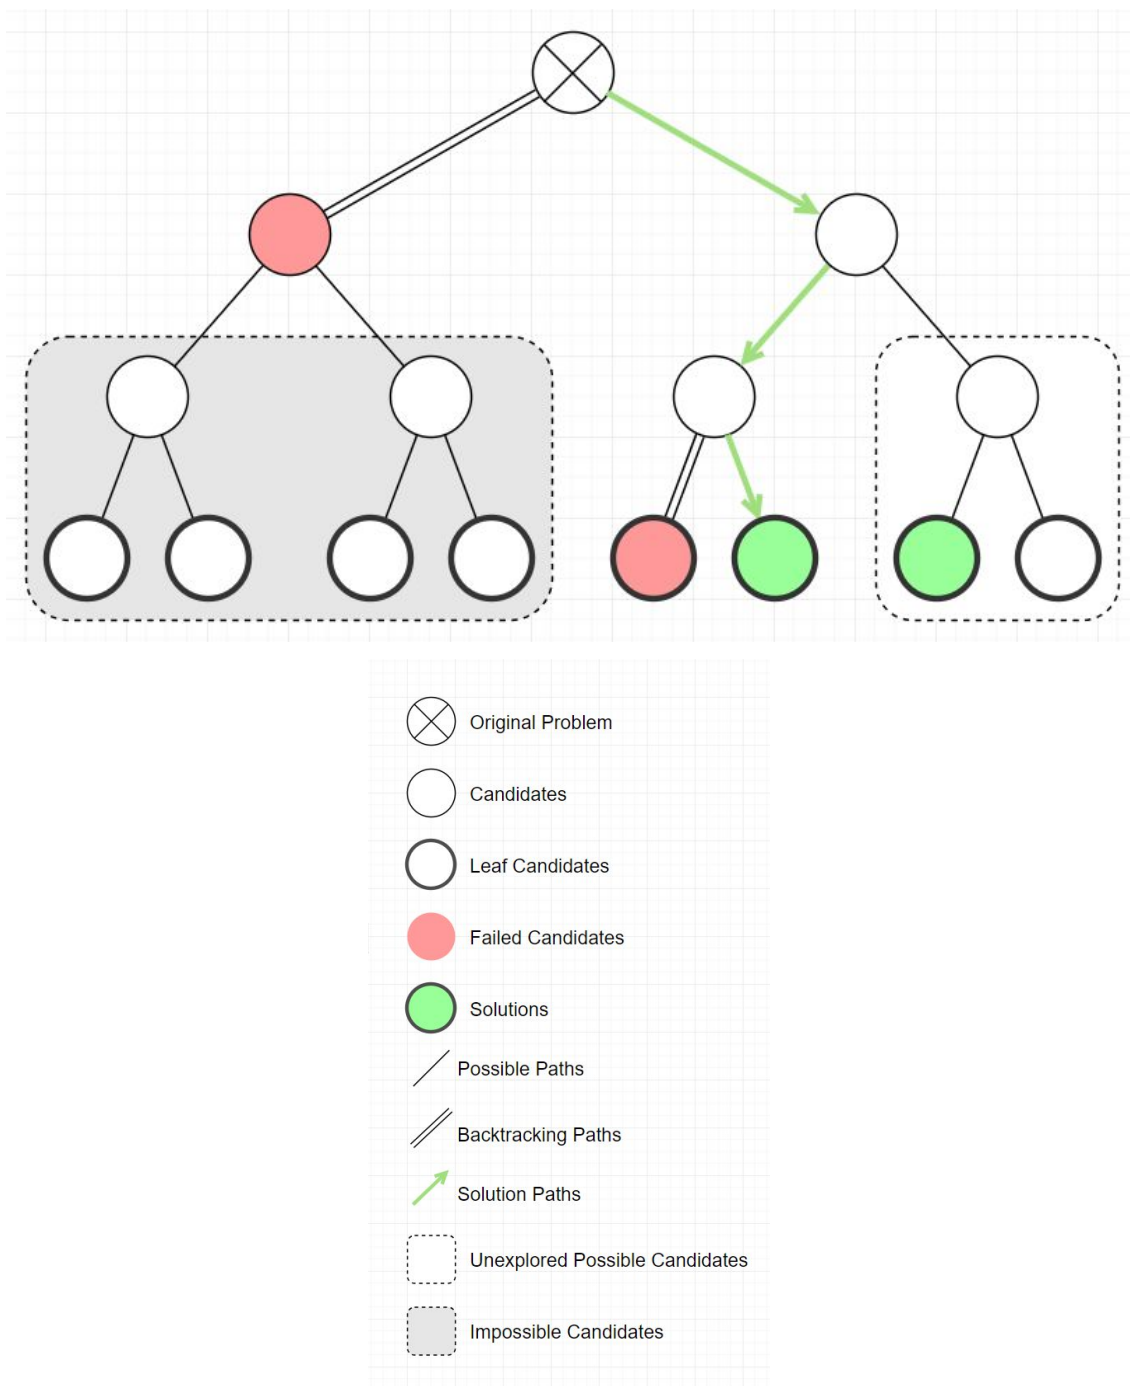 Original Problem
Candidates
Leaf Candidates
Failed Candidates
Solutions
Possible Paths
Backtracking Paths
Solution Paths
Unexplored Possible Candidates
Impossible Candidates